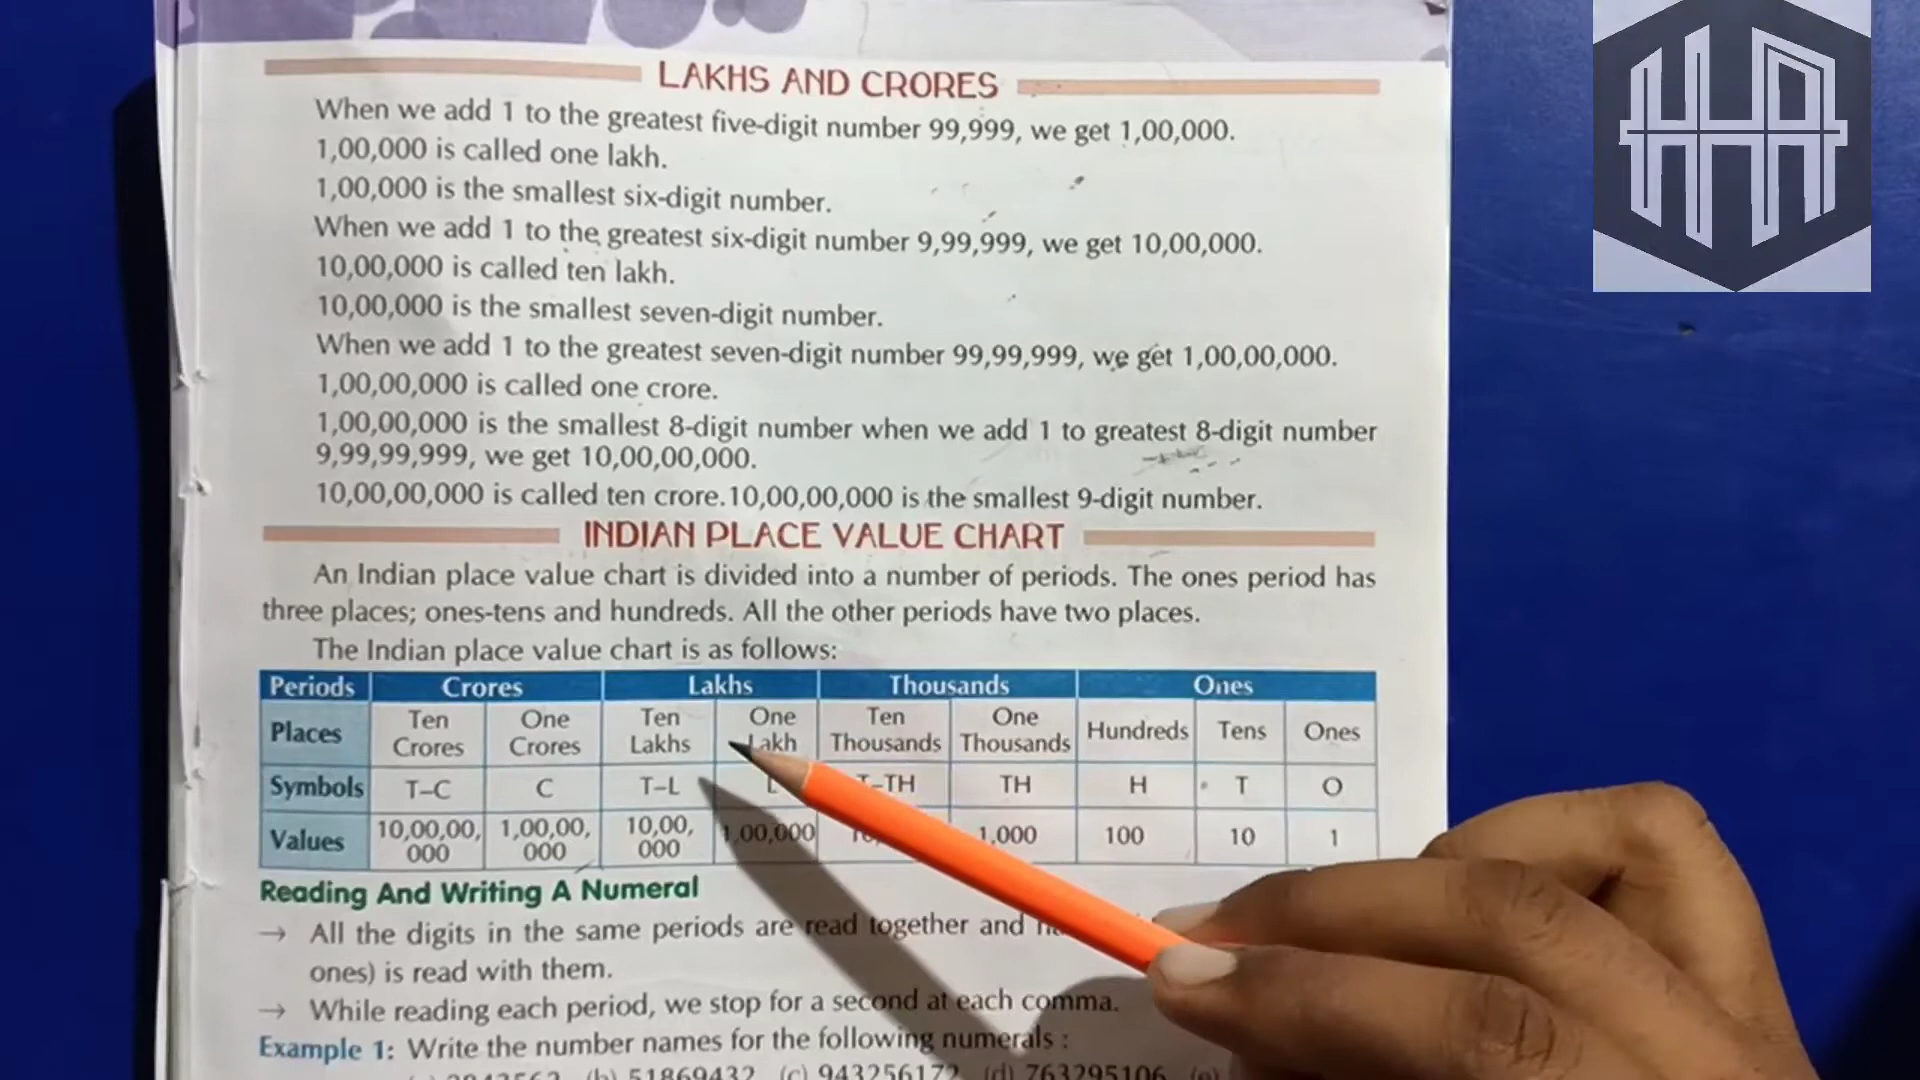 LAKHS AND CRORES
When we add 1 to the greatest five-digit number 99,999, we get 1,00,000.
1,00,000 is called one lakh.
1,00,000 is the smallest six-digit number.
When we add 1 to the greatest six-digit number 9,99,999, we get 10,00,000.
10,00,000 is called ten lakh.
10,00,000 is the smallest seven-digit number.
When we add 1 to the greatest seven-digit number 99,99,999, we get 1,00,00,000.
1,00,00,000 is called one crore.
1,00,00,000 is the smallest 8-digit number when we add 1 to greatest 8-digit number
9,99,99,999, we get 10,00,00,000.
10,00,00,000 is called ten crore.10,00,00,000 is the smallest 9-digit number.
INDIAN PLACE VALUE CHART
An Indian place value chart is divided into a number of periods. The ones period has
three places; ones-tens and hundreds. All the other periods have two places.
The Indian place value chart is as follows:
Periods Crores Lakhs Thousands Ones
Places Ten Crores One Crores Ten Lakhs One Lakh Ten Thousands One Thousands Hundreds Tens Ones
Symbols T–C C T–L L T–TH TH H T O
Values 10,00,00,000 1,00,00,000 10,00,000 1,00,000 1,000 100 10 1
Reading And Writing A Numeral
→ All the digits in the same periods are read together and
ones) is read with them.
→ While reading each period, we stop for a second at each comma.
Example 1: Write the number names for the following numerals :
(b) 51869432 (c) 943256172 (d) 763295106 (e)
HHA